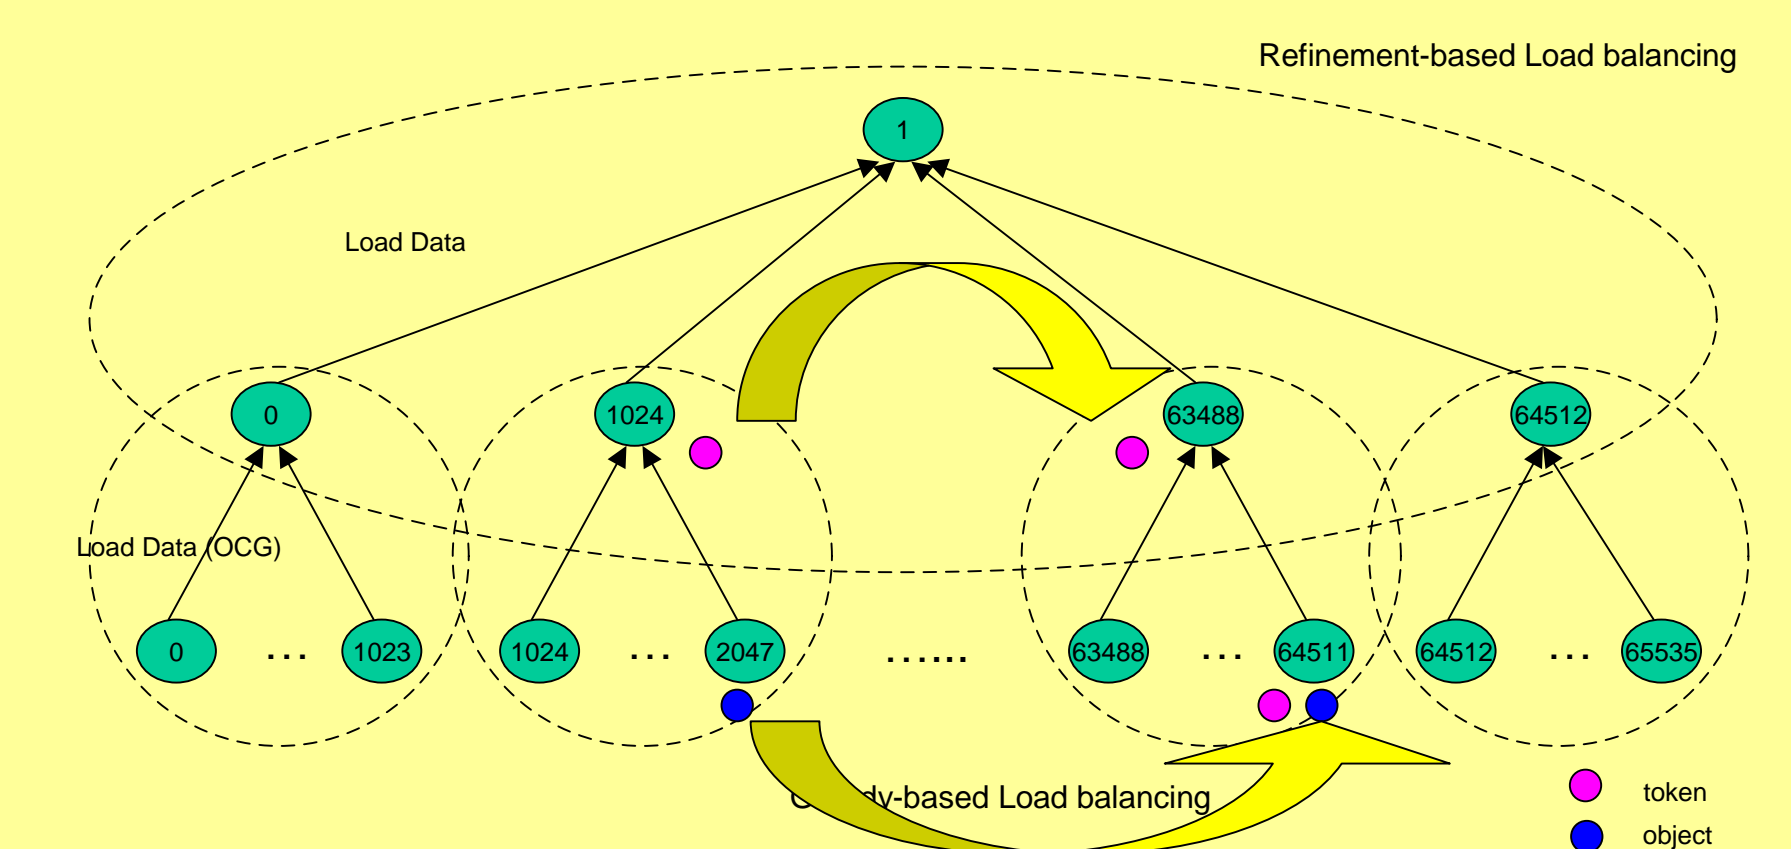 Refinement-based Load balancing
1
Load Data
0
1024
63488
64512
Load Data (OCG)
0 ... 1023
1024 ... 2047
......
63488 ... 64511
64512 ... 65535
-based Load balancing
token
object